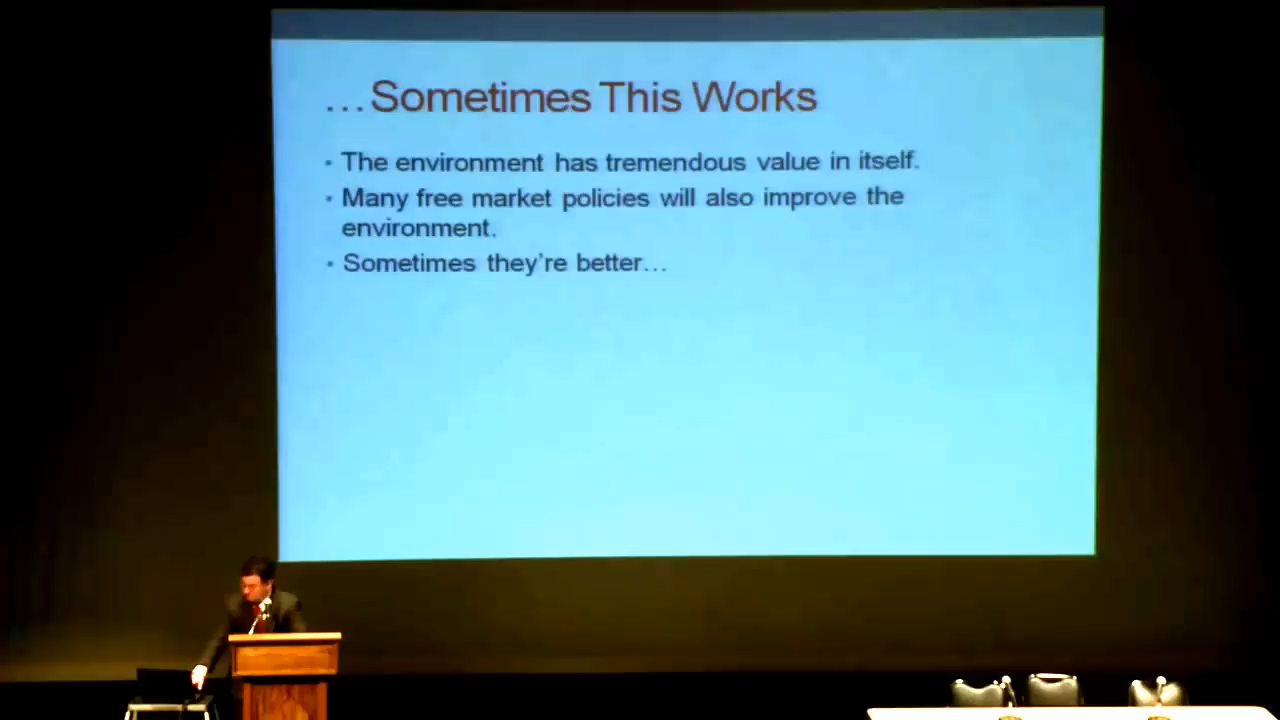 …Sometimes This Works
• The environment has tremendous value in itself.
• Many free market policies will also improve the
environment.
• Sometimes they're better…